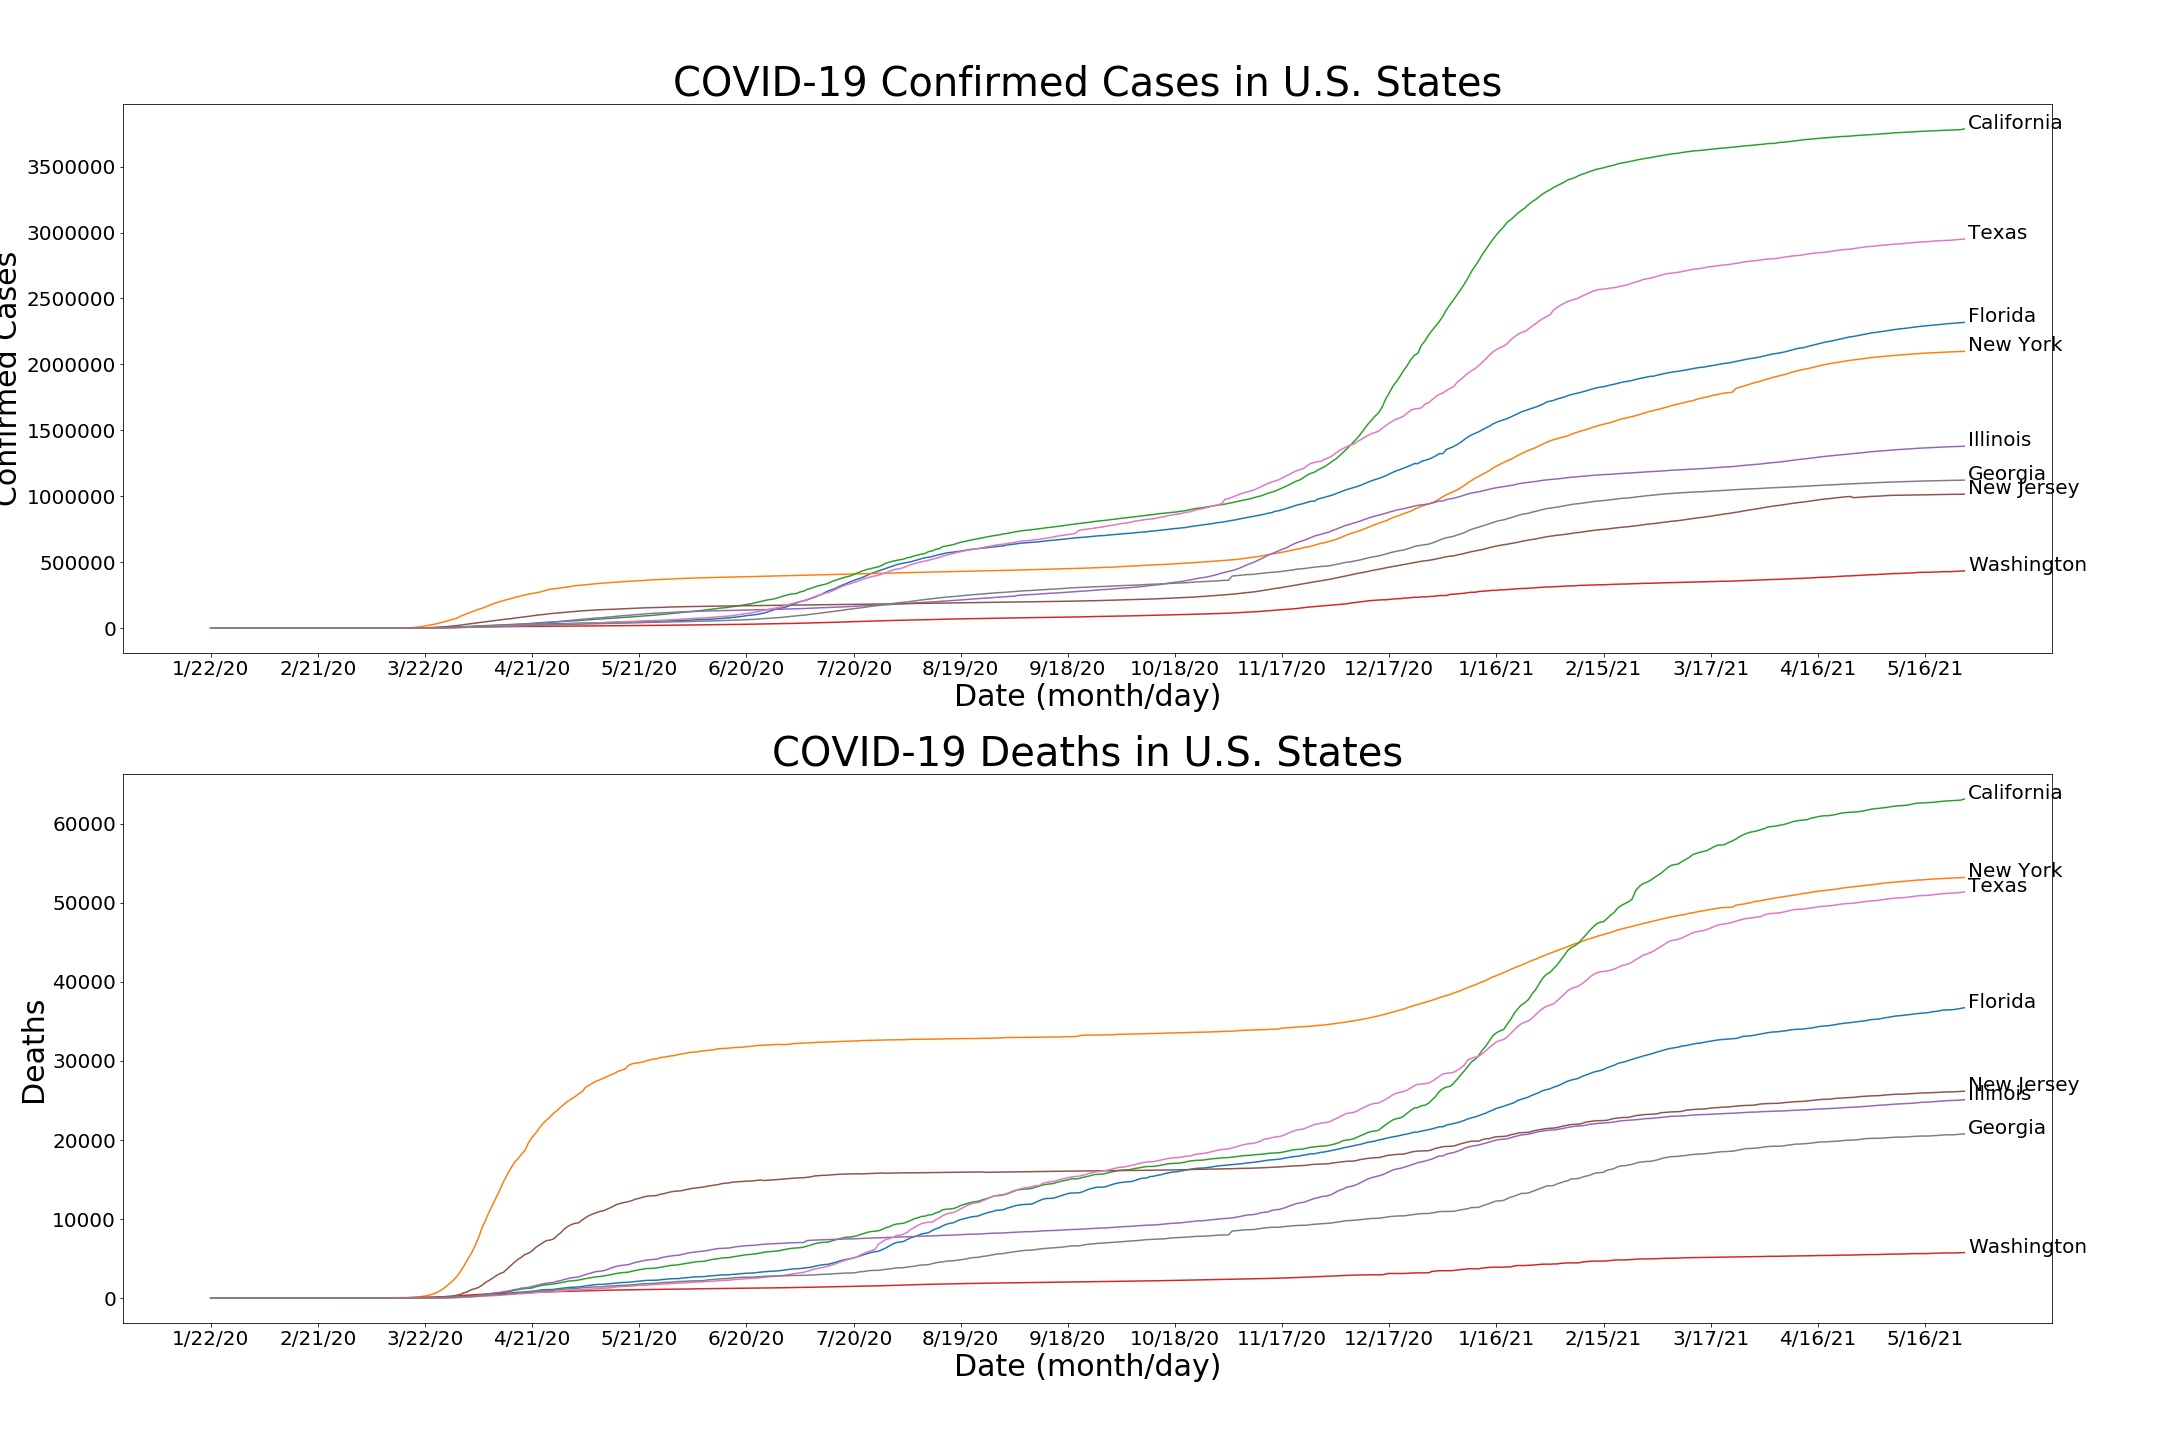 COVID-19 Confirmed Cases in U.S. States
Confirmed Cases
3500000
3000000
2500000
2000000
1500000
1000000
500000
0
California
Texas
Florida
New York
Illinois
Georgia
New Jersey
Washington
1/22/20 2/21/20 3/22/20 4/21/20 5/21/20 6/20/20 7/20/20 8/19/20 9/18/20 10/18/20 11/17/20 12/17/20 1/16/21 2/15/21 3/17/21 4/16/21 5/16/21
Date (month/day)
COVID-19 Deaths in U.S. States
Deaths
60000
50000
40000
30000
20000
10000
0
California
New York
Texas
Florida
New Jersey
Illinois
Georgia
Washington
1/22/20 2/21/20 3/22/20 4/21/20 5/21/20 6/20/20 7/20/20 8/19/20 9/18/20 10/18/20 11/17/20 12/17/20 1/16/21 2/15/21 3/17/21 4/16/21 5/16/21
Date (month/day)